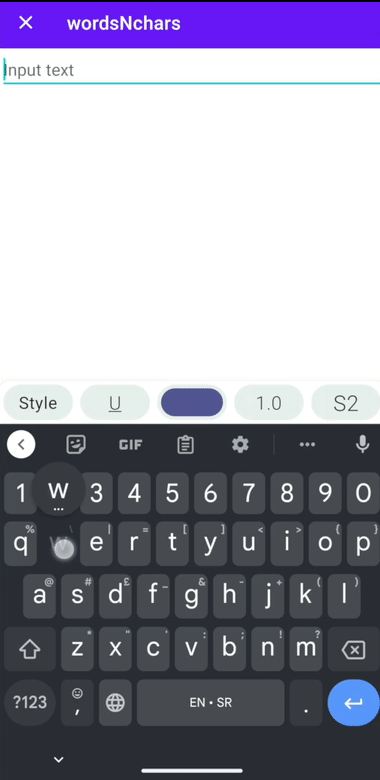 wordsNchars
Input text
Style U 1.0 S2
GIF
1 w 3 4 5 6 7 8 9 0
q % e | r = t [ y ] u < i > o { p }
a @ s # d £ f - g & h - j + k ( l )
z * x " c ' v : b ; n ! m ?
?123 , EN • SR .